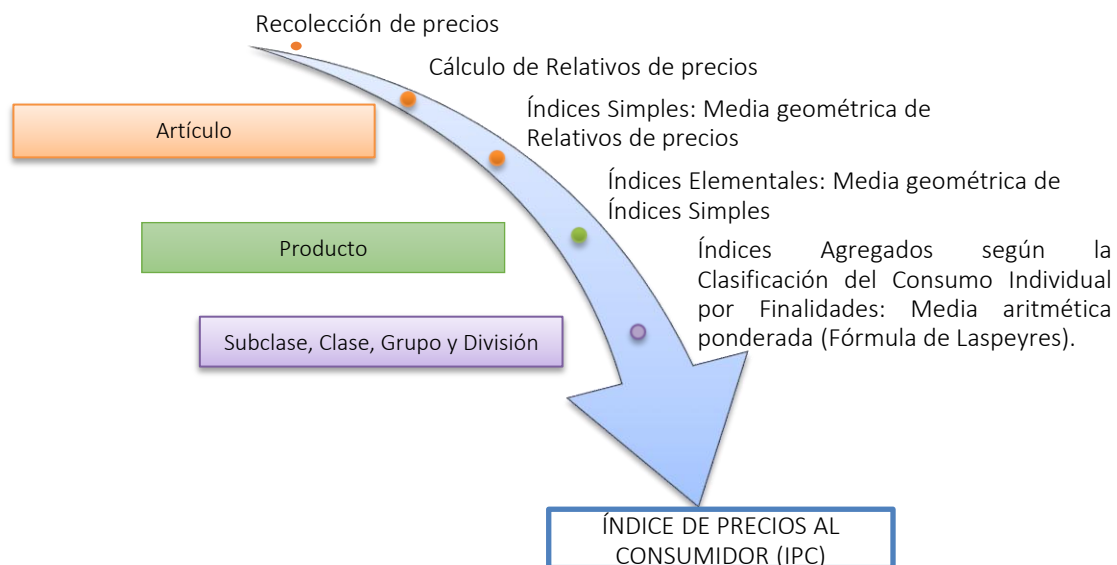 Recolección de precios
Cálculo de Relativos de precios
Índices Simples: Media geométrica de
Relativos de precios
Artículo
Índices Elementales: Media geométrica de
Índices Simples
Producto
Índices Agregados según la
Clasificación del Consumo Individual
por Finalidades: Media aritmética
ponderada (Fórmula de Laspeyres).
Subclase, Clase, Grupo y División
ÍNDICE DE PRECIOS AL
CONSUMIDOR (IPC)